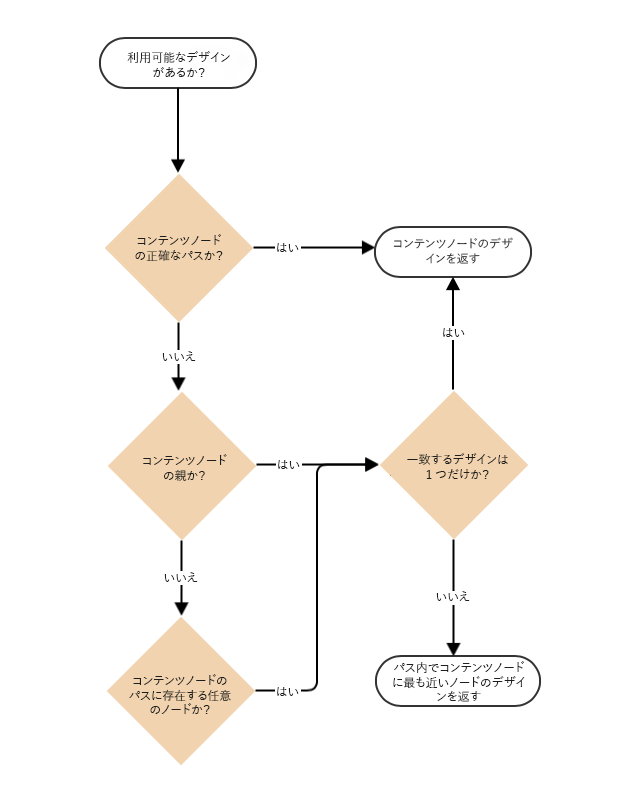 利用可能なデザイン
があるか?
コンテンツノード
の正確なパスか?
はい
コンテンツノードのデザ
インを返す
はい
いいえ
コンテンツノード
の親か?
はい
一致するデザインは
1 つだけか?
いいえ
いいえ
コンテンツノードの
パスに存在する任意
のノードか?
はい
パス内でコンテンツノード
に最も近いノードのデザイ
ンを返す